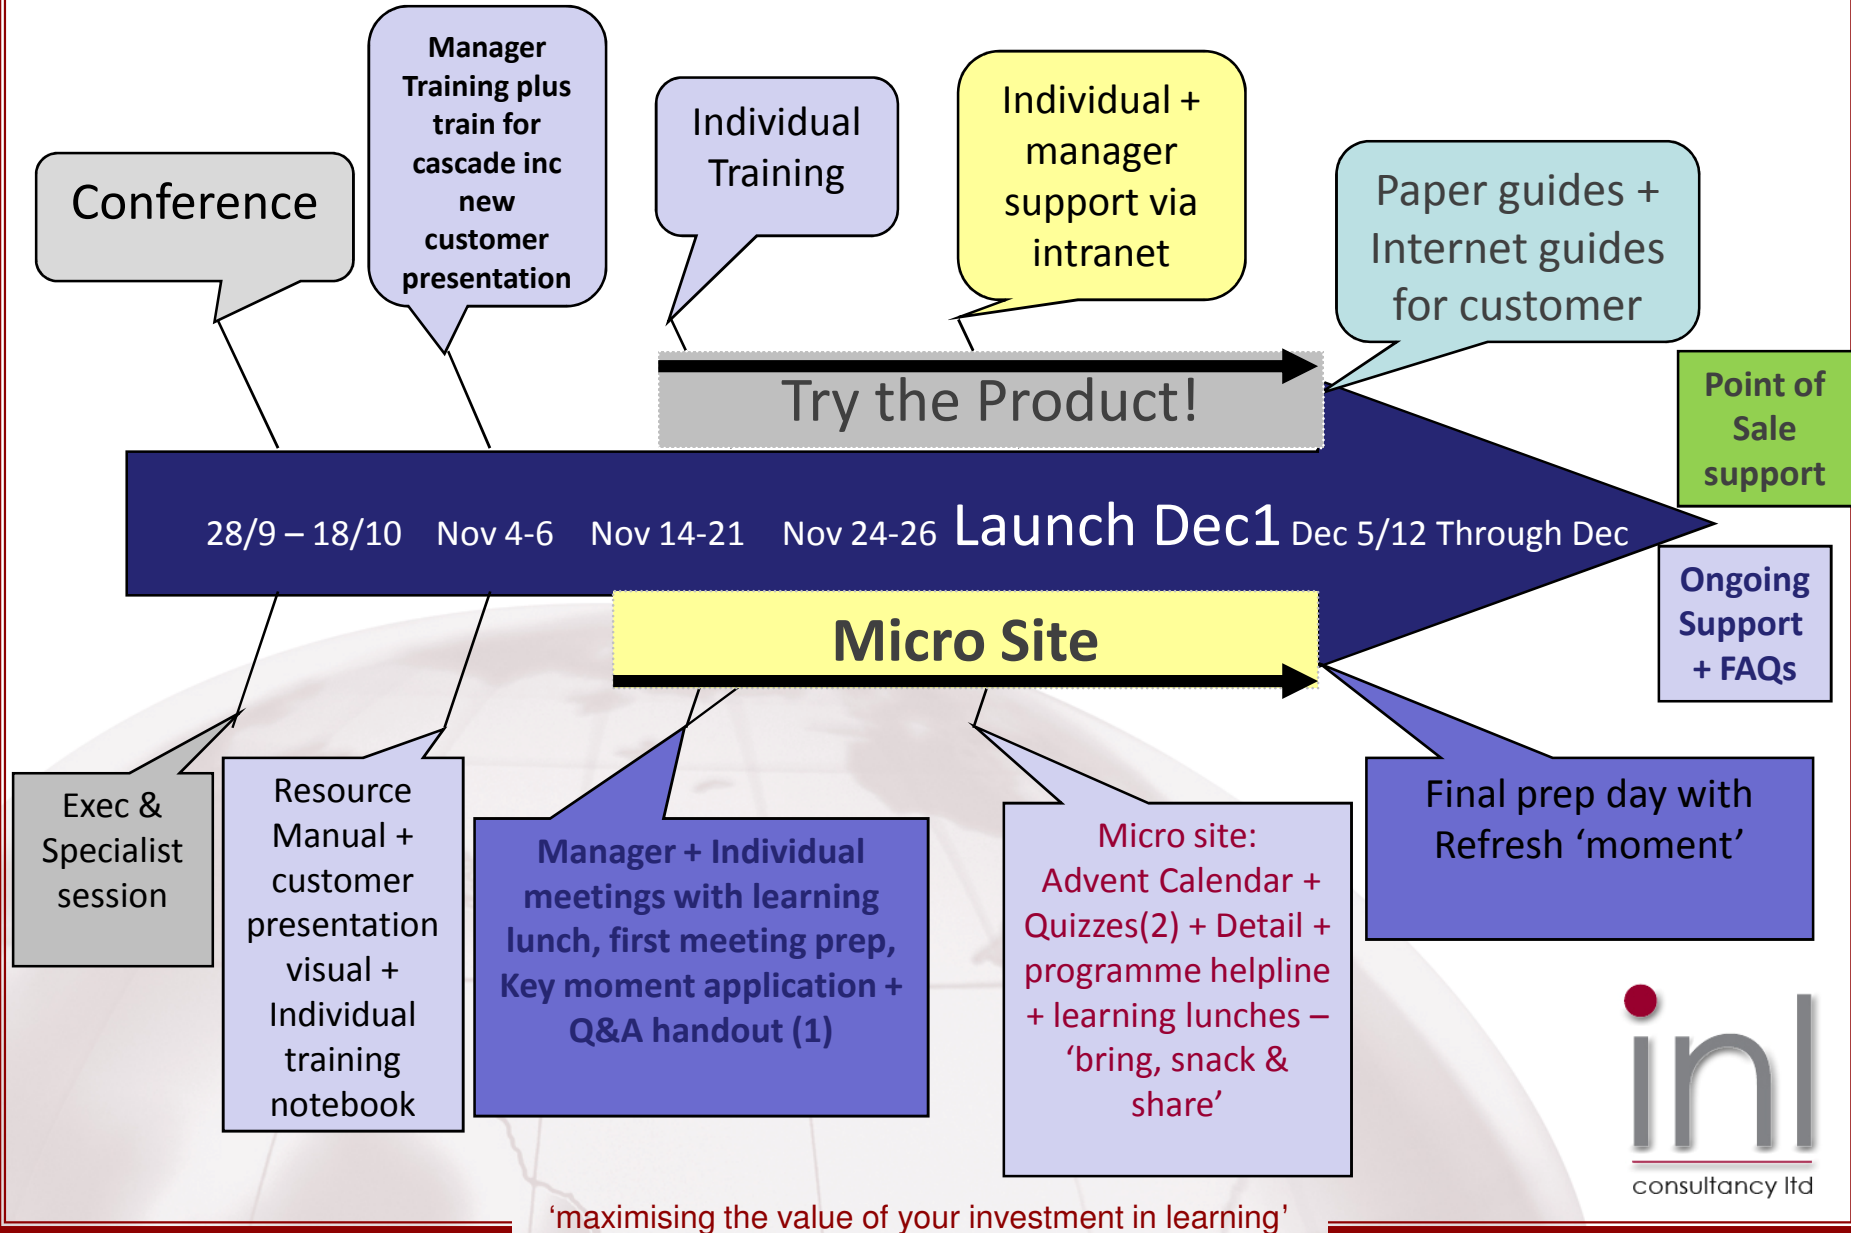 Conference
Manager
Training plus
train for
cascade inc
new
customer
presentation
Individual
Training
Individual +
manager
support via
intranet
Paper guides +
Internet guides
for customer
Try the Product!
Point of
Sale
support
28/9 – 18/10 Nov 4-6 Nov 14-21 Nov 24-26 Launch Dec1 Dec 5/12 Through Dec
Micro Site
Ongoing
Support
+ FAQs
Exec &
Specialist
session
Resource
Manual +
customer
presentation
visual +
Individual
training
notebook
Manager + Individual
meetings with learning
lunch, first meeting prep,
Key moment application +
Q&A handout (1)
Micro site:
Advent Calendar +
Quizzes(2) + Detail +
programme helpline
+ learning lunches –
‘bring, snack &
share’
Final prep day with
Refresh ‘moment’
inl
consultancy ltd
‘maximising the value of your investment in learning’